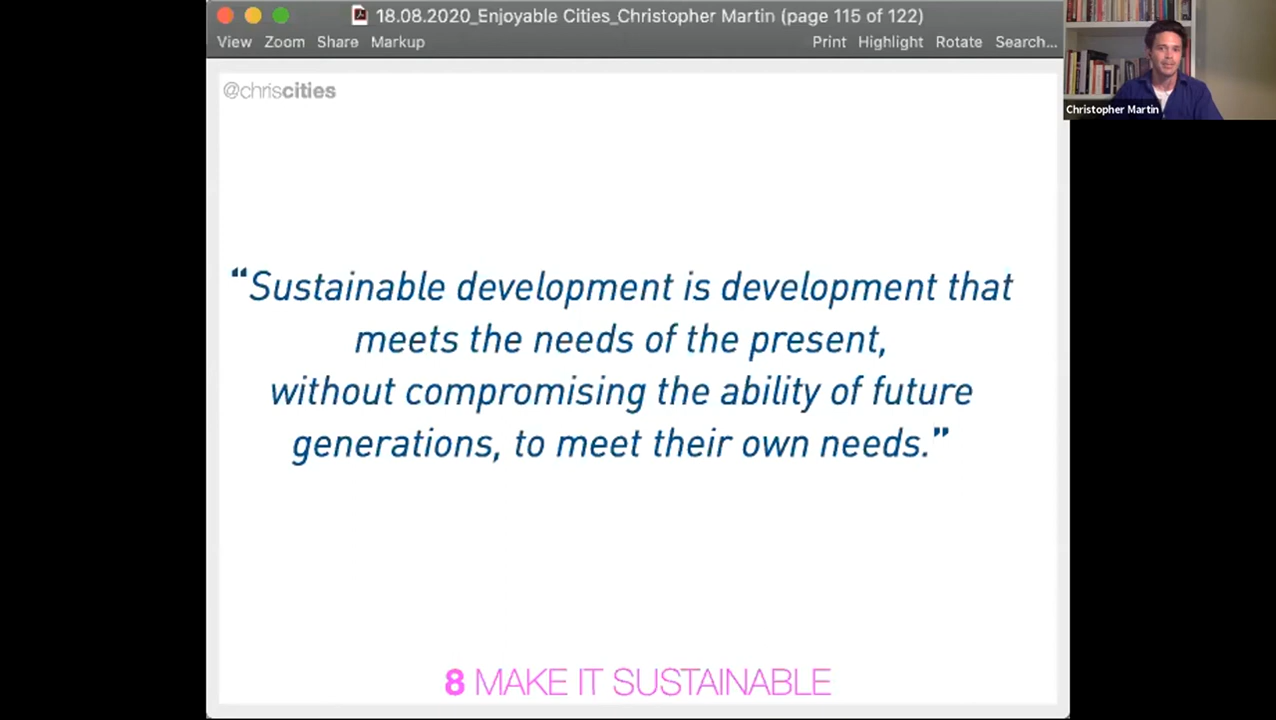 18.08.2020_Enjoyable Cities_Christopher Martin (page 115 of 122)
View Zoom Share Markup Print Highlight Rotate Search...
Christopher Martin
@chriscities
“Sustainable development is development that
meets the needs of the present,
without compromising the ability of future
generations, to meet their own needs.”
8 MAKE IT SUSTAINABLE